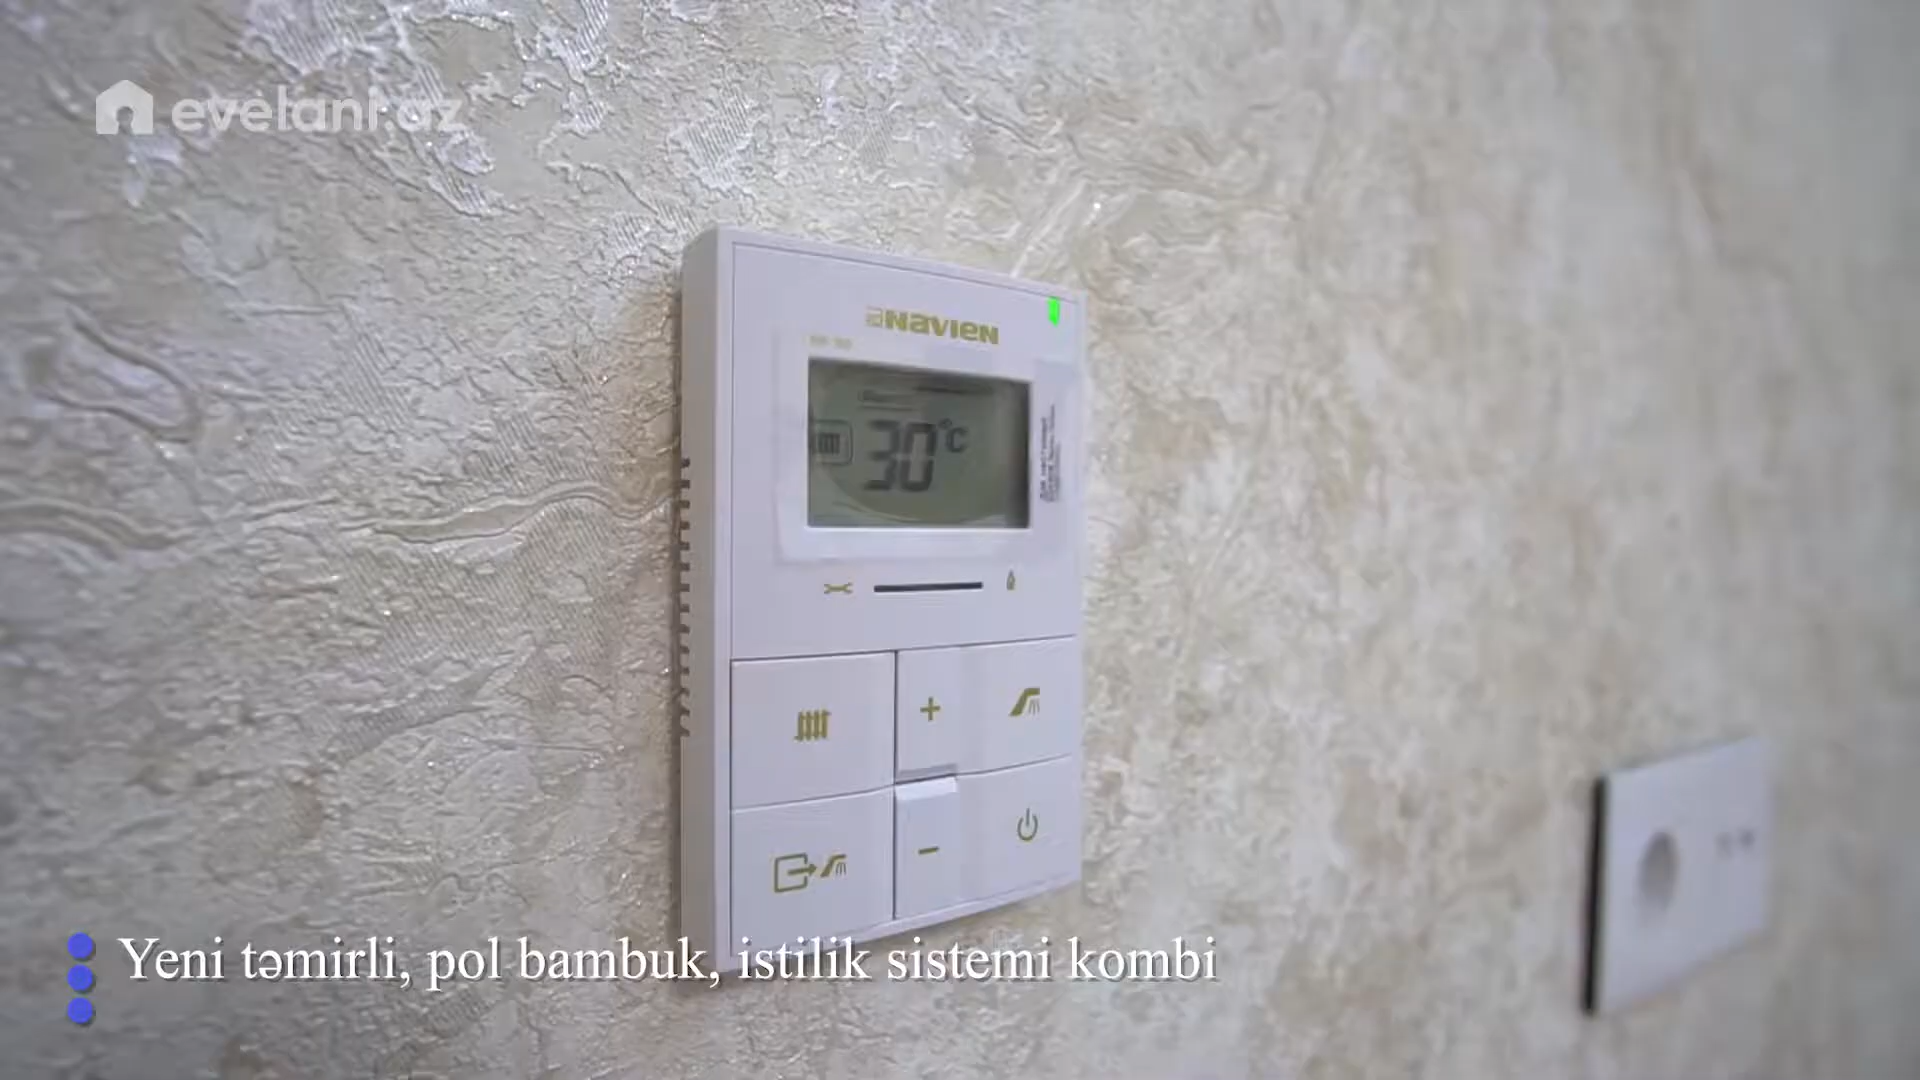 evelani.az
NAVIEN
30°C
Yeni təmirli, pol bambuk, istilik sistemi kombi